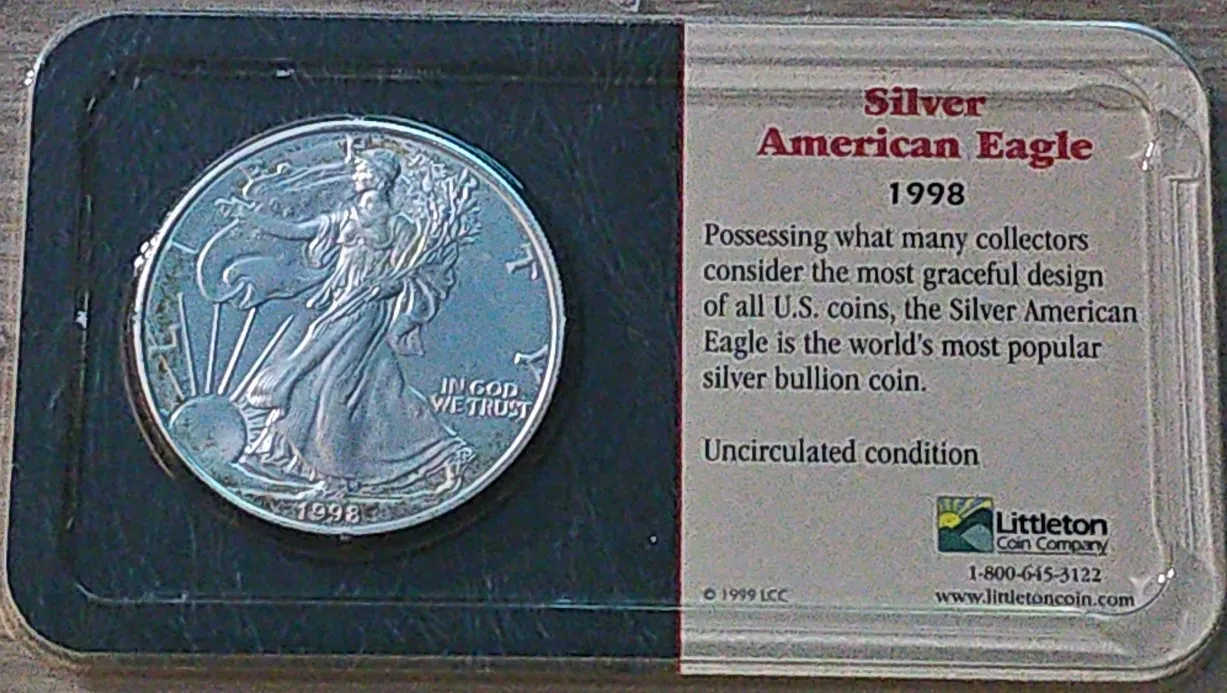 LIBERTY
IN GOD
WE TRUST
1998
Silver
American Eagle
1998
Possessing what many collectors
consider the most graceful design
of all U.S. coins, the Silver American
Eagle is the world's most popular
silver bullion coin.
Uncirculated condition
Littleton
Coin Company
1-800-645-3122
© 1999 LCC
www.littletoncoin.com